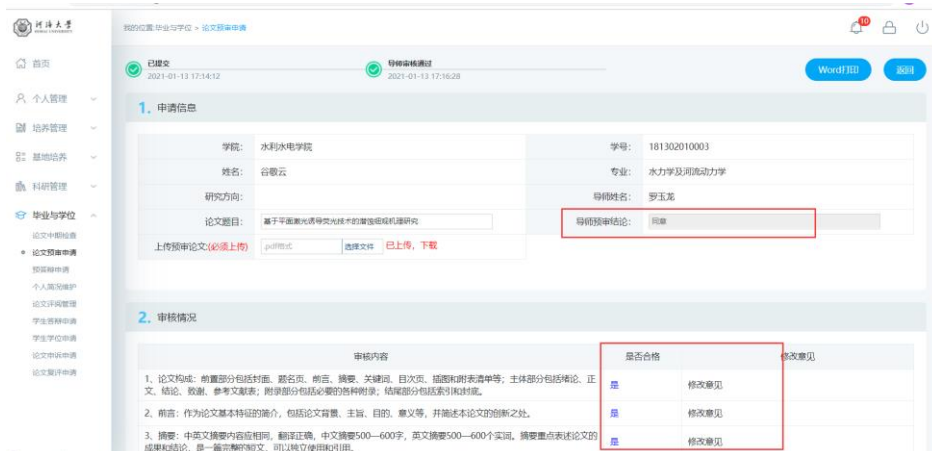 河海大学
HOHAI UNIVERSITY
我的位置:毕业与学位 > 论文预审申请
10
首页
个人管理
培养管理
基地培养
科研管理
毕业与学位
论文中期检查
论文预审申请
预答辩申请
个人简况维护
论文评阅管理
学生答辩申请
学生学位申请
论文申诉申请
论文复评申请
已提交
2021-01-13 17:14:12
导师审核通过
2021-01-13 17:16:28
Word打印
返回
1. 申请信息
学院: 水利水电学院
学号: 181302010003
姓名: 谷敬云
专业: 水力学及河流动力学
研究方向:
导师姓名: 罗玉龙
论文题目: 基于平面激光诱导荧光技术的潜蚀细观机理研究
导师预审结论: 同意
上传预审论文:(必须上传) .pdf格式 选择文件 已上传，下载
2. 审核情况
审核内容 是否合格 修改意见
1、论文构成：前置部分包括封面、题名页、前言、摘要、关键词、目次页、插图和附表清单等；主体部分包括绪论、正
文、结论、致谢、参考文献表；附录部分包括必要的各种附录；结尾部分包括索引和封底。
是 修改意见
2、前言：作为论文基本特征的简介，包括论文背景、主旨、目的、意义等，并简述本论文的创新之处。
是 修改意见
3、摘要：中英文摘要内容应相同，翻译正确，中文摘要500—600字，英文摘要500—600个实词。摘要重点表述论文的
成果和结论，是一篇完整的短文，可以独立使用和引用。
是 修改意见